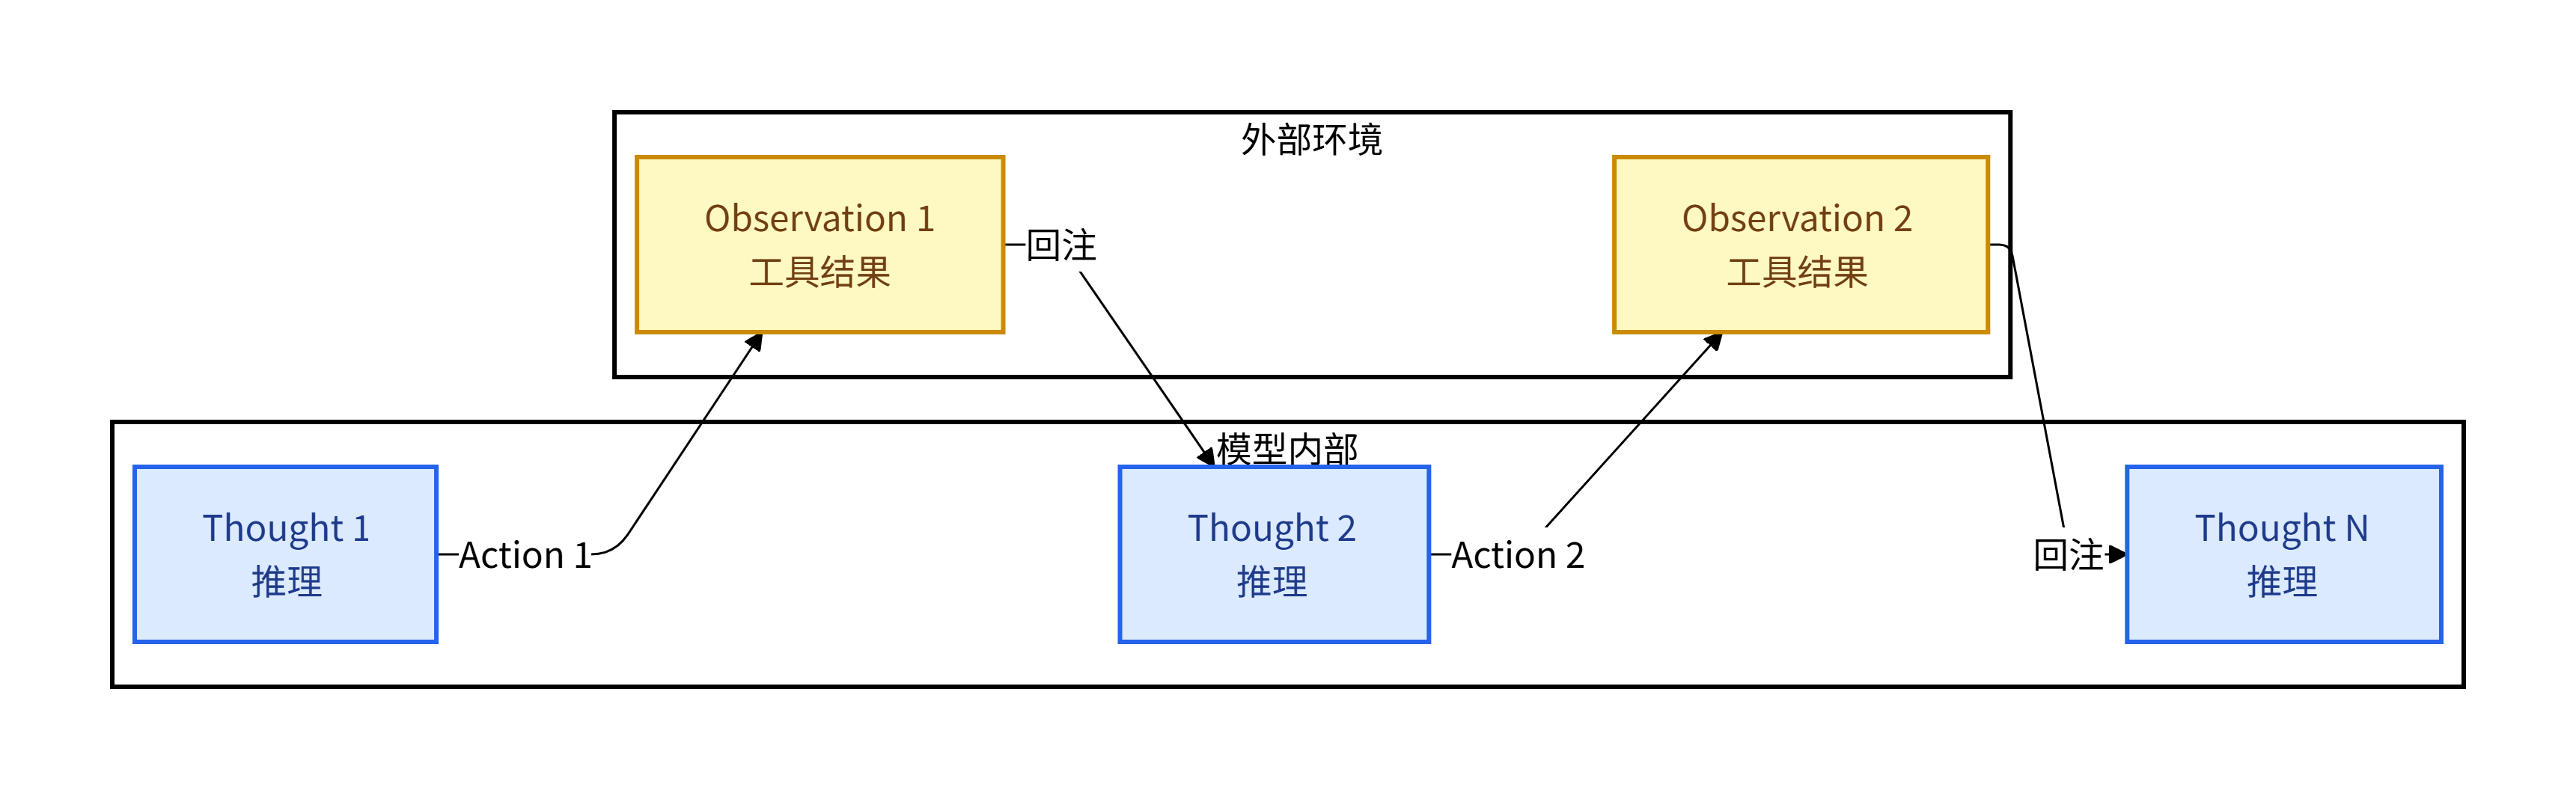 外部环境
Observation 1
工具结果
回注
Observation 2
工具结果
模型内部
Thought 1
推理
Action 1
Thought 2
推理
Action 2
回注
Thought N
推理